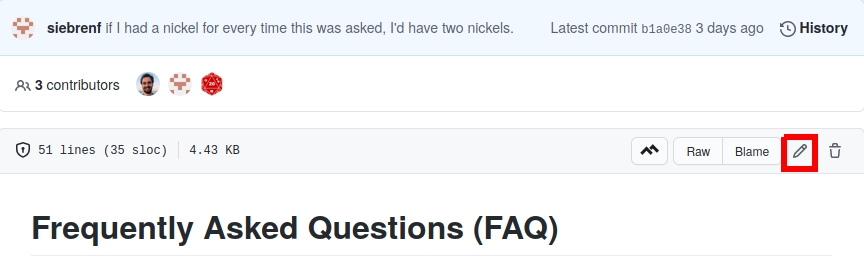 siebrenf if I had a nickel for every time this was asked, I'd have two nickels. Latest commit b1a0e38 3 days ago History
3 contributors
51 lines (35 sloc) 4.43 KB Raw Blame
Frequently Asked Questions (FAQ)